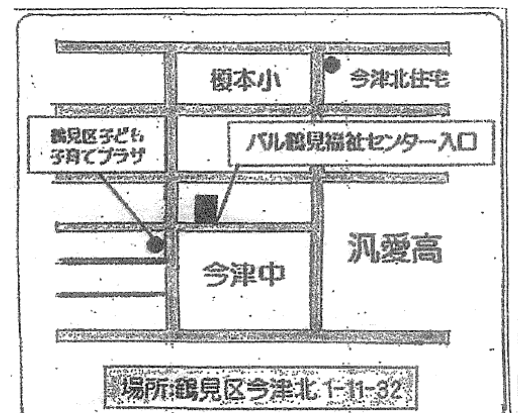 榎本小
今津北住宅
鶴見区子ども
子育てプラザ
パル鶴見福祉センター入口
汎愛高
今津中
場所:鶴見区今津北1-11-32